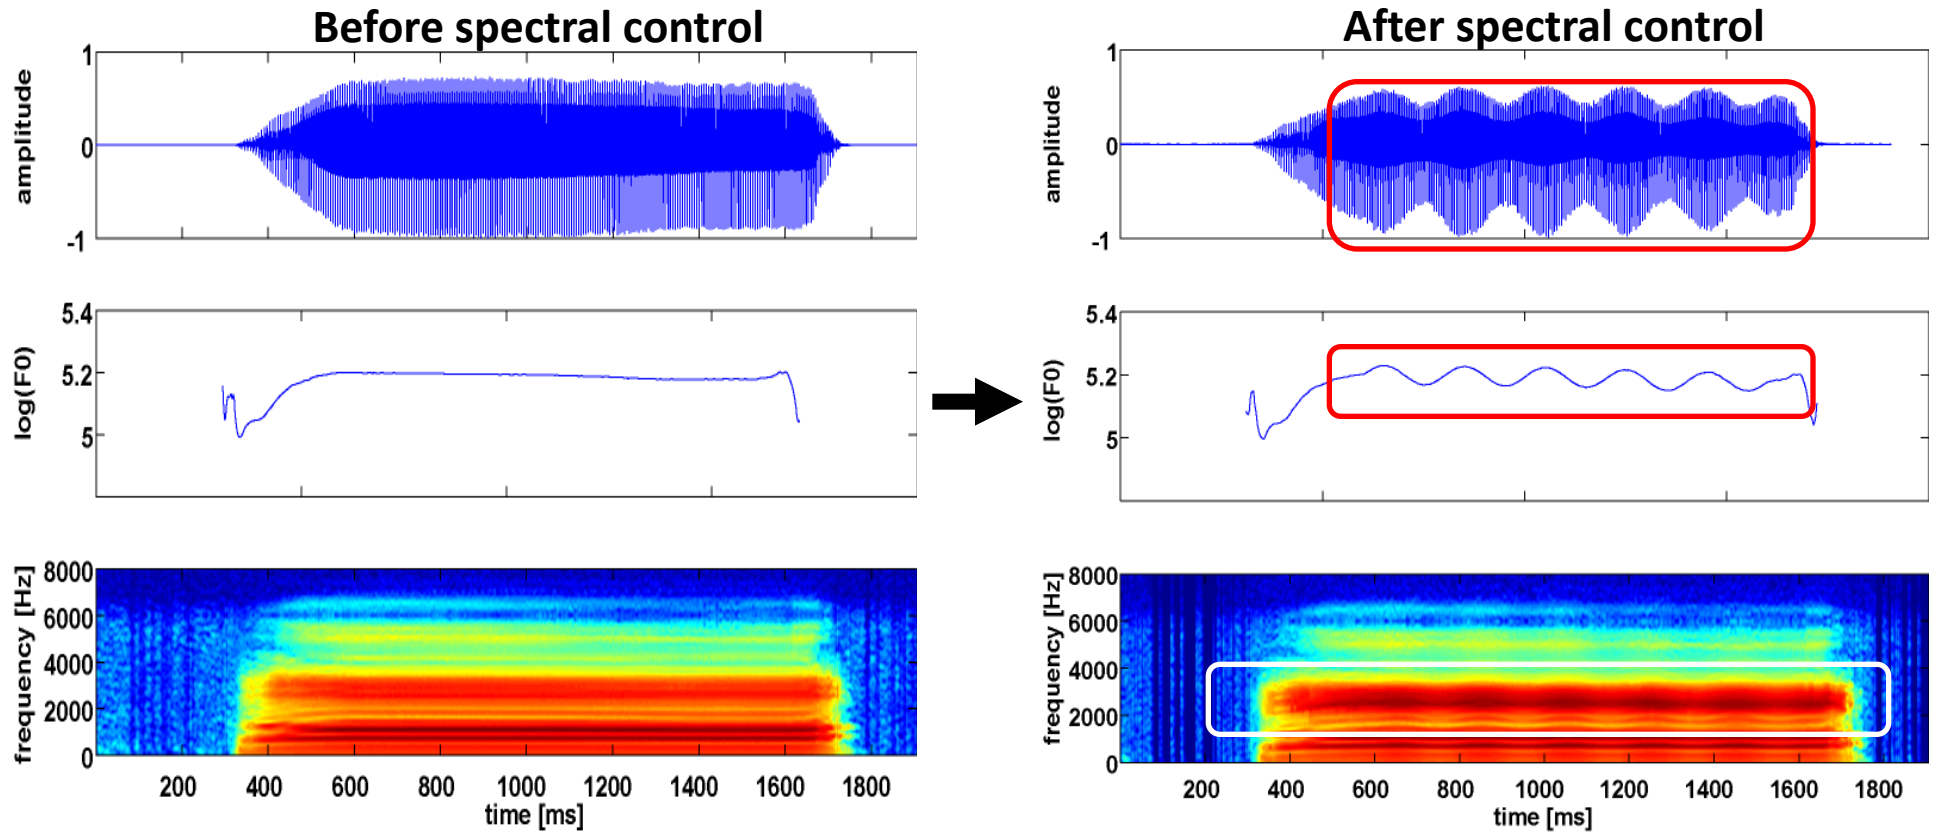 Before spectral control
After spectral control
1
0
-1
amplitude
1
0
-1
amplitude
5.4
5.2
5
log(F0)
5.4
5.2
5
log(F0)
8000
6000
4000
2000
0
frequency [Hz]
200 400 600 800 1000 1200 1400 1600 1800
time [ms]
8000
6000
4000
2000
0
frequency [Hz]
200 400 600 800 1000 1200 1400 1600 1800
time [ms]